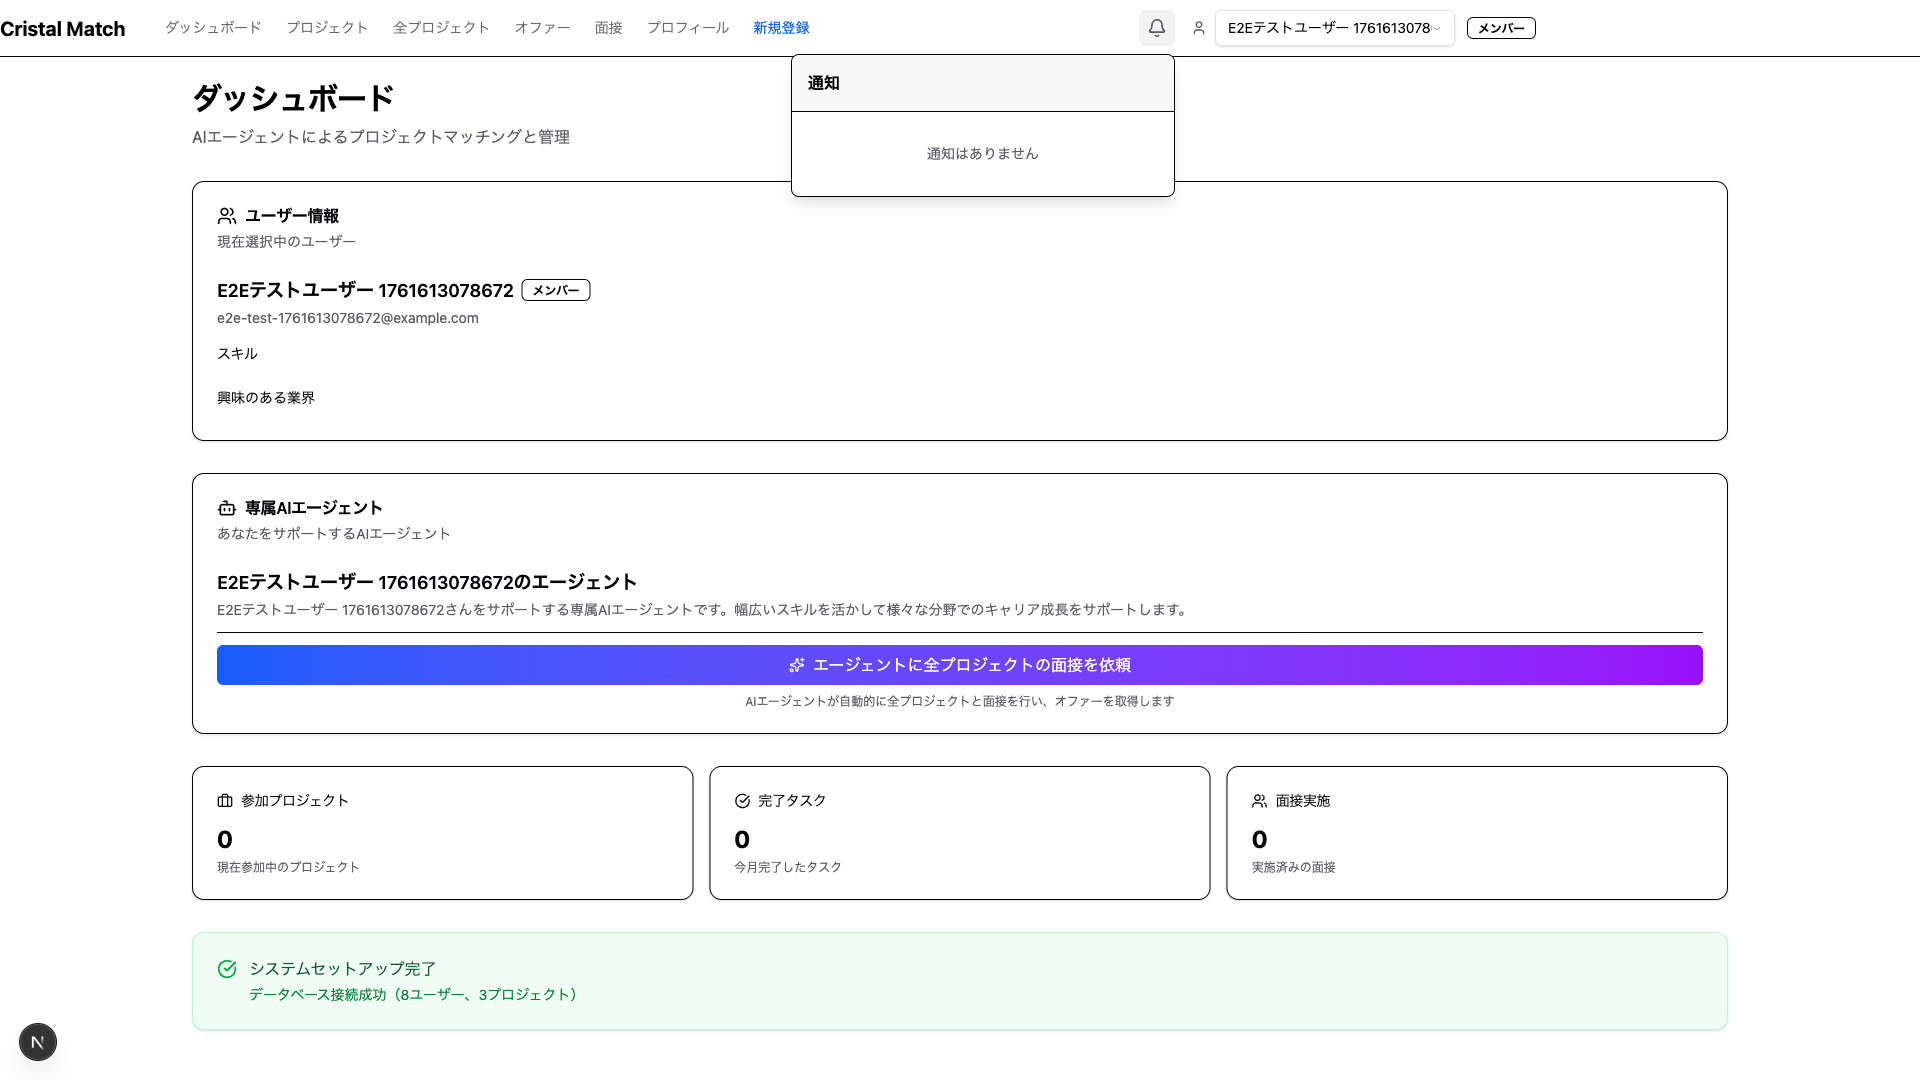 Cristal Match
ダッシュボード
プロジェクト
全プロジェクト
オファー
面接
プロフィール
新規登録
E2Eテストユーザー 1761613078
メンバー
通知
通知はありません
ダッシュボード
AIエージェントによるプロジェクトマッチングと管理
ユーザー情報
現在選択中のユーザー
E2Eテストユーザー 1761613078672
メンバー
e2e-test-1761613078672@example.com
スキル
興味のある業界
専属AIエージェント
あなたをサポートするAIエージェント
E2Eテストユーザー 1761613078672のエージェント
E2Eテストユーザー 1761613078672さんをサポートする専属AIエージェントです。幅広いスキルを活かして様々な分野でのキャリア成長をサポートします。
エージェントに全プロジェクトの面接を依頼
AIエージェントが自動的に全プロジェクトと面接を行い、オファーを取得します
参加プロジェクト
0
現在参加中のプロジェクト
完了タスク
0
今月完了したタスク
面接実施
0
実施済みの面接
システムセットアップ完了
データベース接続成功（8ユーザー、3プロジェクト）
N